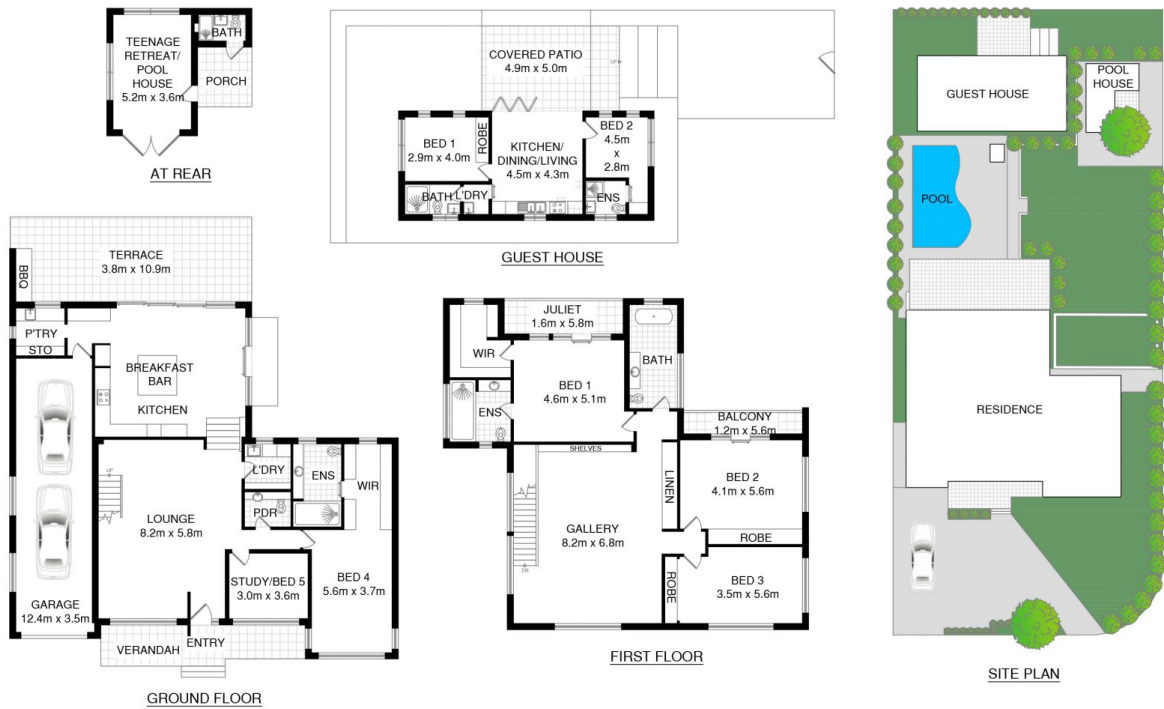 TEENAGE
RETREAT/
POOL
HOUSE
5.2m x 3.6m
BATH
PORCH
AT REAR
COVERED PATIO
4.9m x 5.0m
UP
BED 1
2.9m x 4.0m
ROBE
KITCHEN/
DINING/LIVING
4.5m x 4.3m
BED 2
4.5m
x
2.8m
BATH
L'DRY
ENS
GUEST HOUSE
TERRACE
3.8m x 10.9m
BBQ
P'TRY
STO
BREAKFAST
BAR
KITCHEN
UP
LOUNGE
8.2m x 5.8m
L'DRY
PDR
ENS
WIR
STUDY/BED 5
3.0m x 3.6m
BED 4
5.6m x 3.7m
GARAGE
12.4m x 3.5m
VERANDAH
ENTRY
GROUND FLOOR
JULIET
1.6m x 5.8m
WIR
BATH
BED 1
4.6m x 5.1m
ENS
BALCONY
1.2m x 5.6m
SHELVES
LINEN
BED 2
4.1m x 5.6m
GALLERY
8.2m x 6.8m
ROBE
DN
ROBE
BED 3
3.5m x 5.6m
FIRST FLOOR
GUEST HOUSE
POOL
HOUSE
POOL
RESIDENCE
SITE PLAN